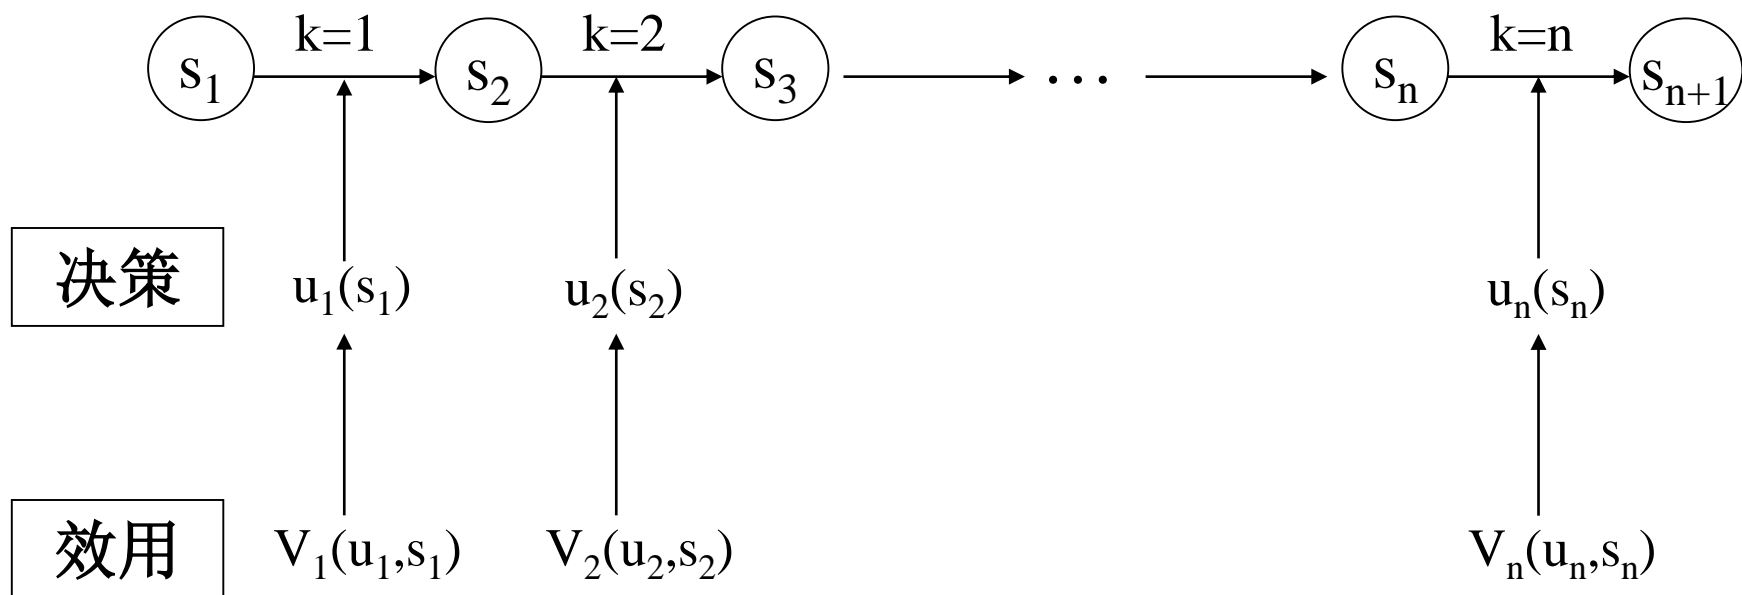 k=1 k=2 k=n
s₁ s₂ s₃ ··· sₙ sₙ₊₁
决策 u₁(s₁) u₂(s₂) uₙ(sₙ)
效用 V₁(u₁,s₁) V₂(u₂,s₂) Vₙ(uₙ,sₙ)